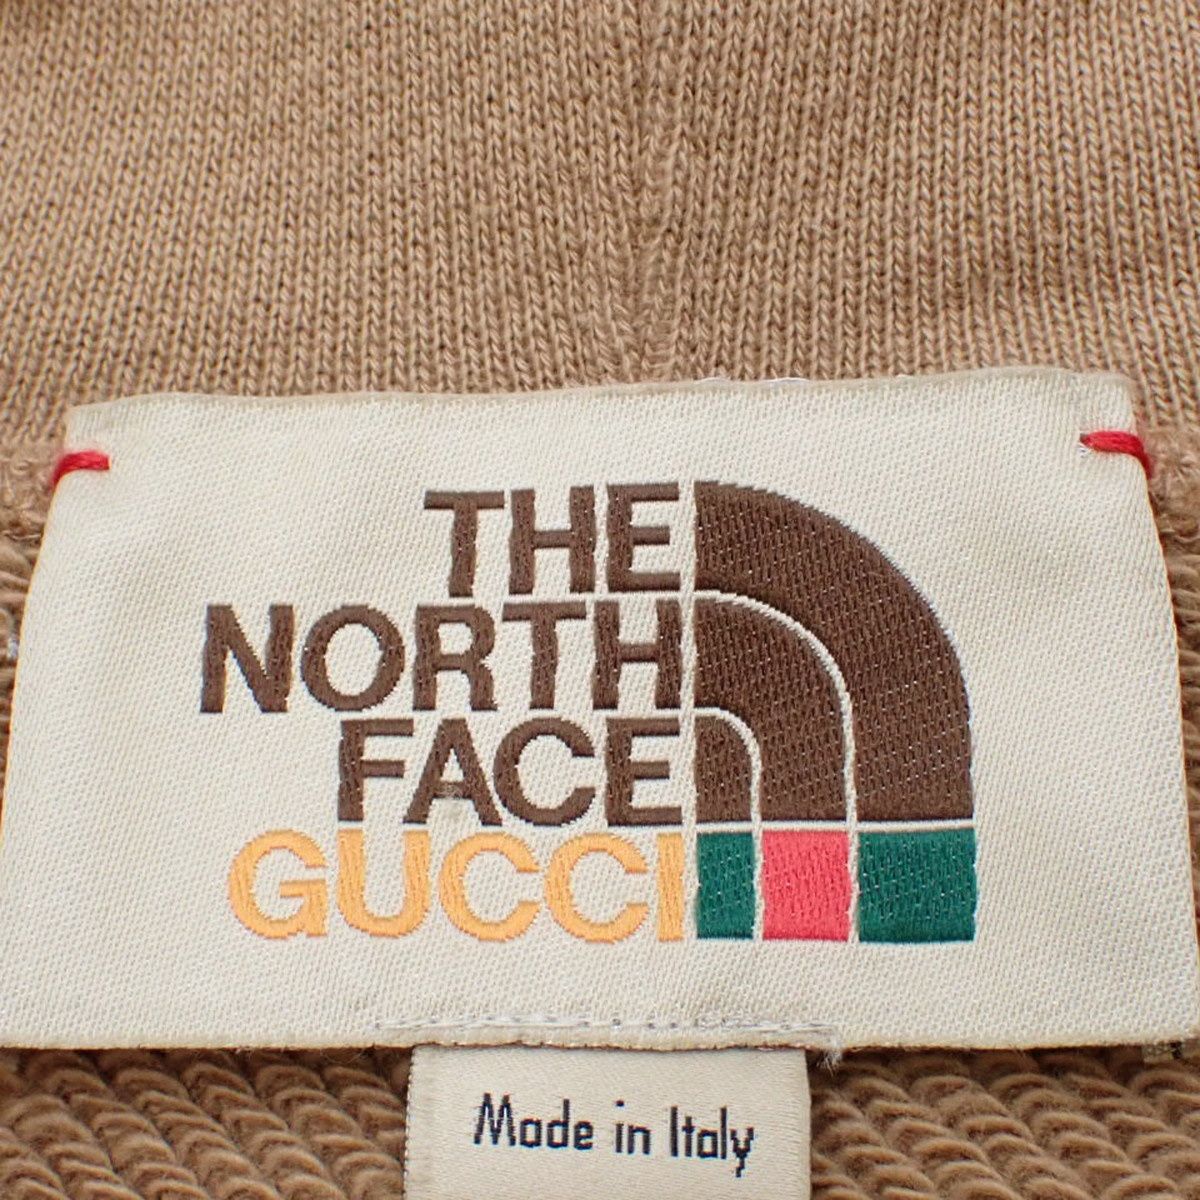 THE
NORTH
FACE
GUCCI
Made in Italy